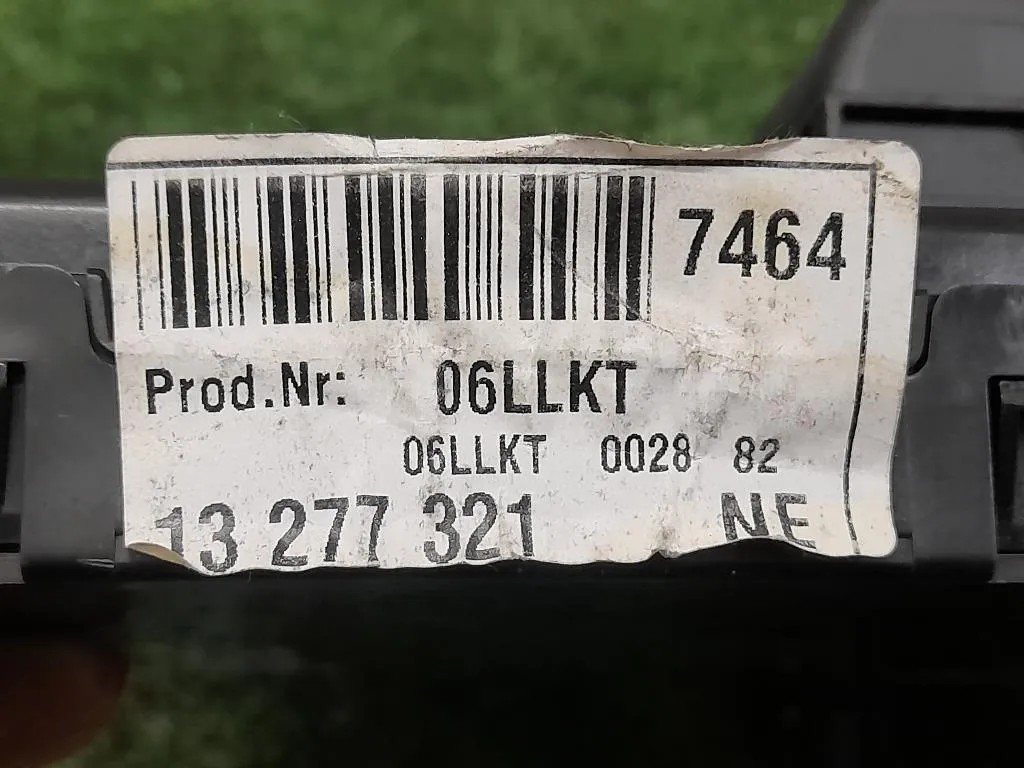 7464
Prod.Nr: 06LLKT
06LLKT 0028 82
13 277 321 NE